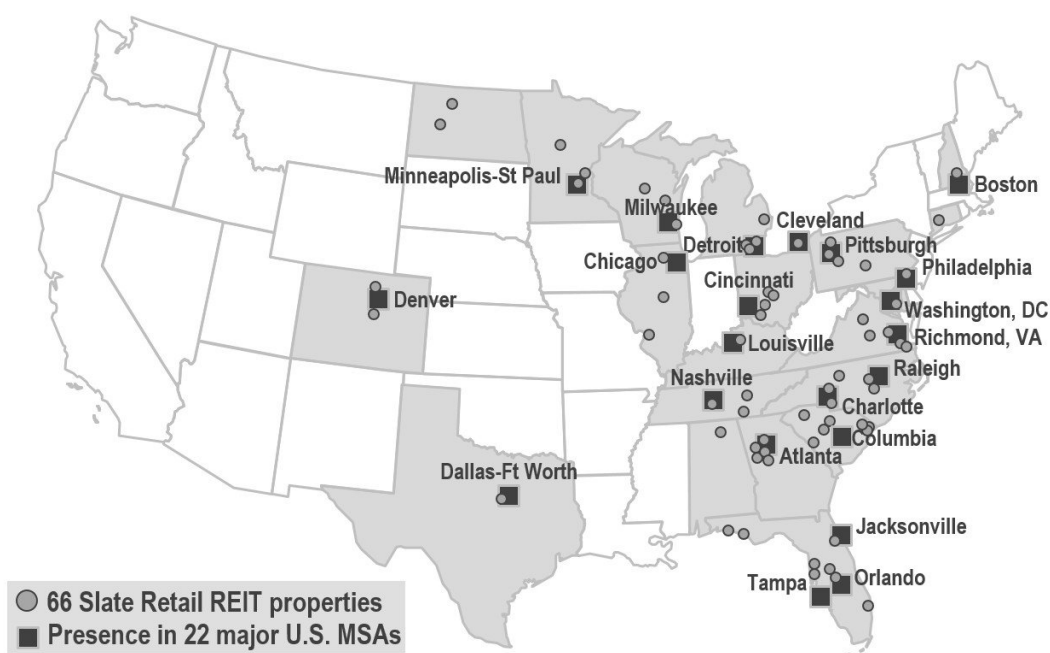 Minneapolis-St Paul
Boston
Milwaukee
Cleveland
Detroit
Pittsburgh
Chicago
Philadelphia
Cincinnati
Denver
Washington, DC
Richmond, VA
Louisville
Raleigh
Nashville
Charlotte
Columbia
Atlanta
Dallas-Ft Worth
Jacksonville
Tampa
Orlando
66 Slate Retail REIT properties
Presence in 22 major U.S. MSAs